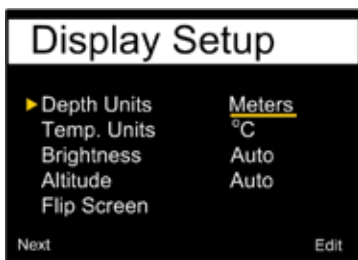 Display Setup
Depth Units Meters
Temp. Units °C
Brightness Auto
Altitude Auto
Flip Screen
Next Edit